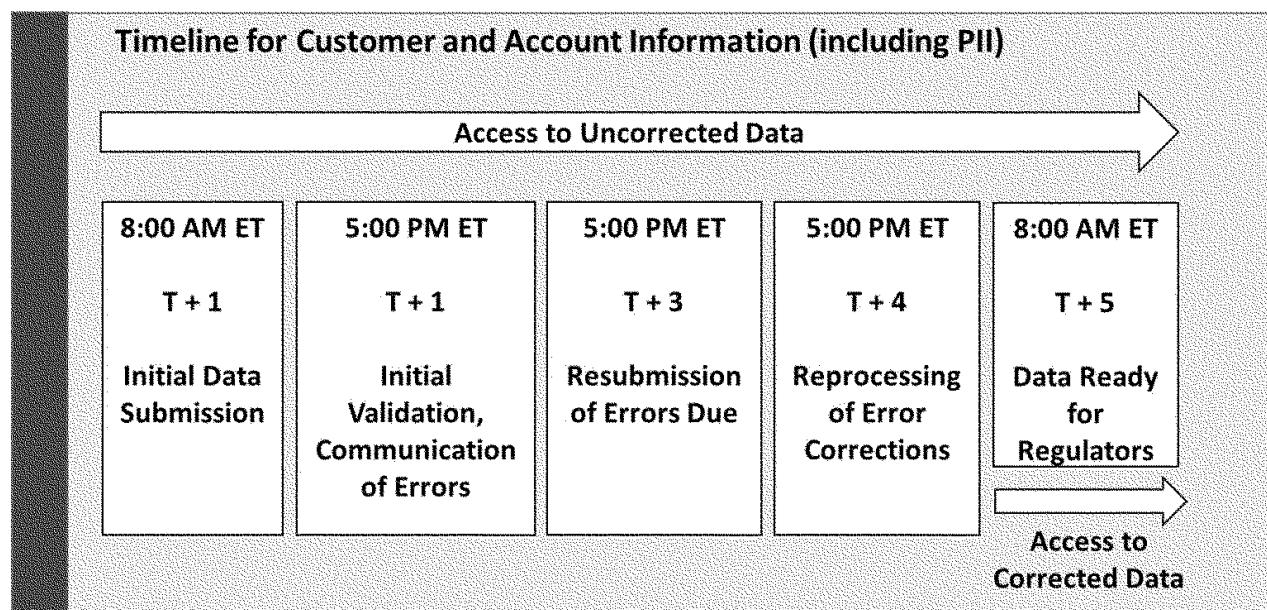 Timeline for Customer and Account Information (including PII)
Access to Uncorrected Data
8:00 AM ET
T + 1
Initial Data
Submission
5:00 PM ET
T + 1
Initial
Validation,
Communication
of Errors
5:00 PM ET
T + 3
Resubmission
of Errors Due
5:00 PM ET
T + 4
Reprocessing
of Error
Corrections
8:00 AM ET
T + 5
Data Ready
for
Regulators
Access to
Corrected Data